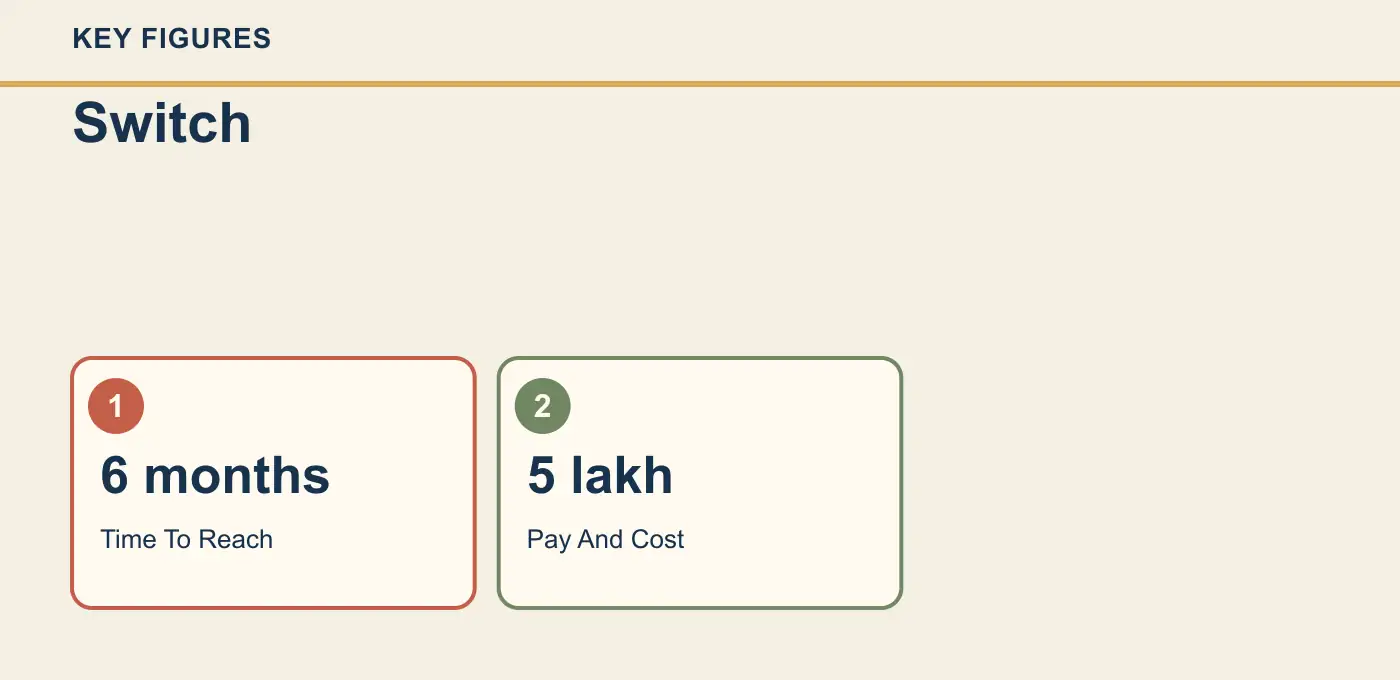 KEY FIGURES
Switch
1
6 months
Time To Reach
2
5 lakh
Pay And Cost